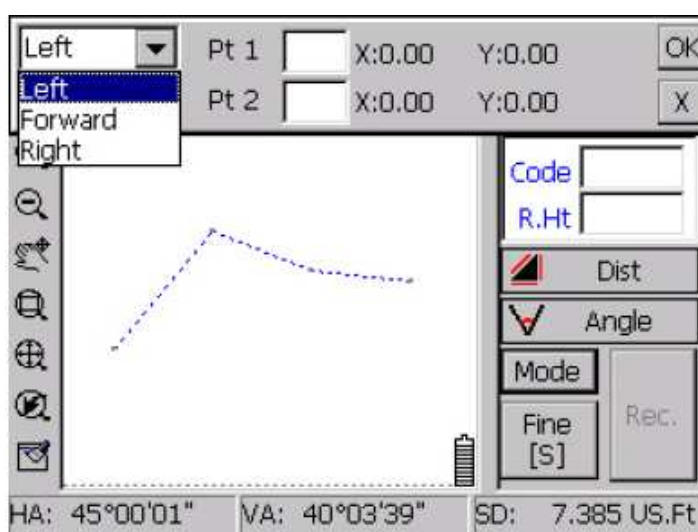 Left Pt 1 X:0.00 Y:0.00 OK
Left Pt 2 X:0.00 Y:0.00 X
Forward
Right
Code
R.Ht
Dist
Angle
Mode
Fine
[S]
Rec.
HA: 45°00'01" VA: 40°03'39" SD: 7.385 US.Ft